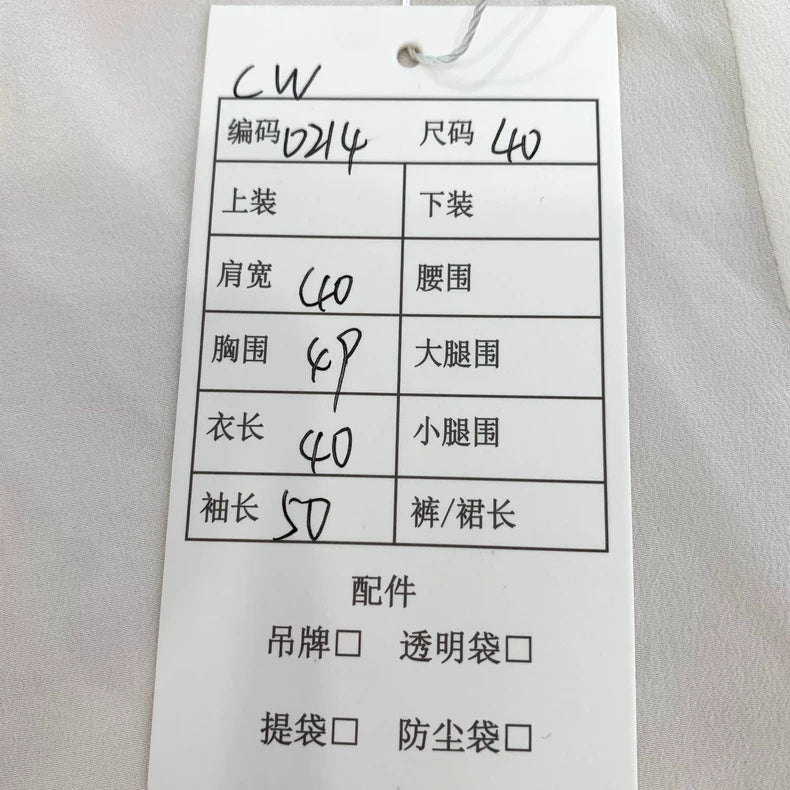 CW
编码 0214 尺码 40
上装 下装
肩宽 40 腰围
胸围 49 大腿围
衣长 40 小腿围
袖长 50 裤/裙长
配件
吊牌□ 透明袋□
提袋□ 防尘袋□